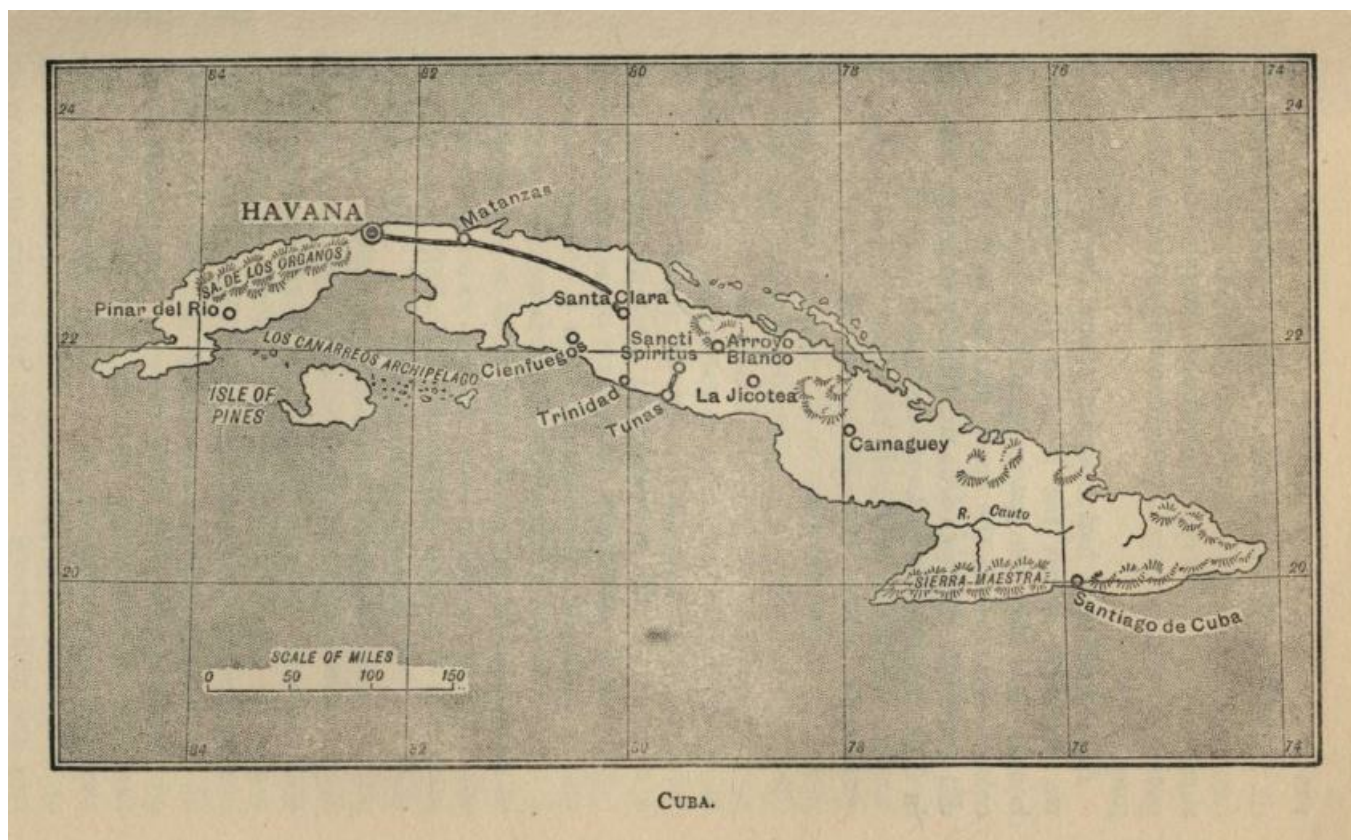 84 82 80 78 76 74
24 24
HAVANA
Matanzas
SA. DE LOS ORGANOS
Pinar del Rio
Santa Clara
22 22
LOS CANARREOS ARCHIPELAGO
Cienfuegos
Sancti
Spiritus
Arroyo
Blanco
ISLE OF
PINES
Trinidad
Tunas
La Jicotea
Camaguey
R. Cauto
20 20
SIERRA MAESTRA
Santiago de Cuba
SCALE OF MILES
0 50 100 150
84 82 80 78 76 74
CUBA.